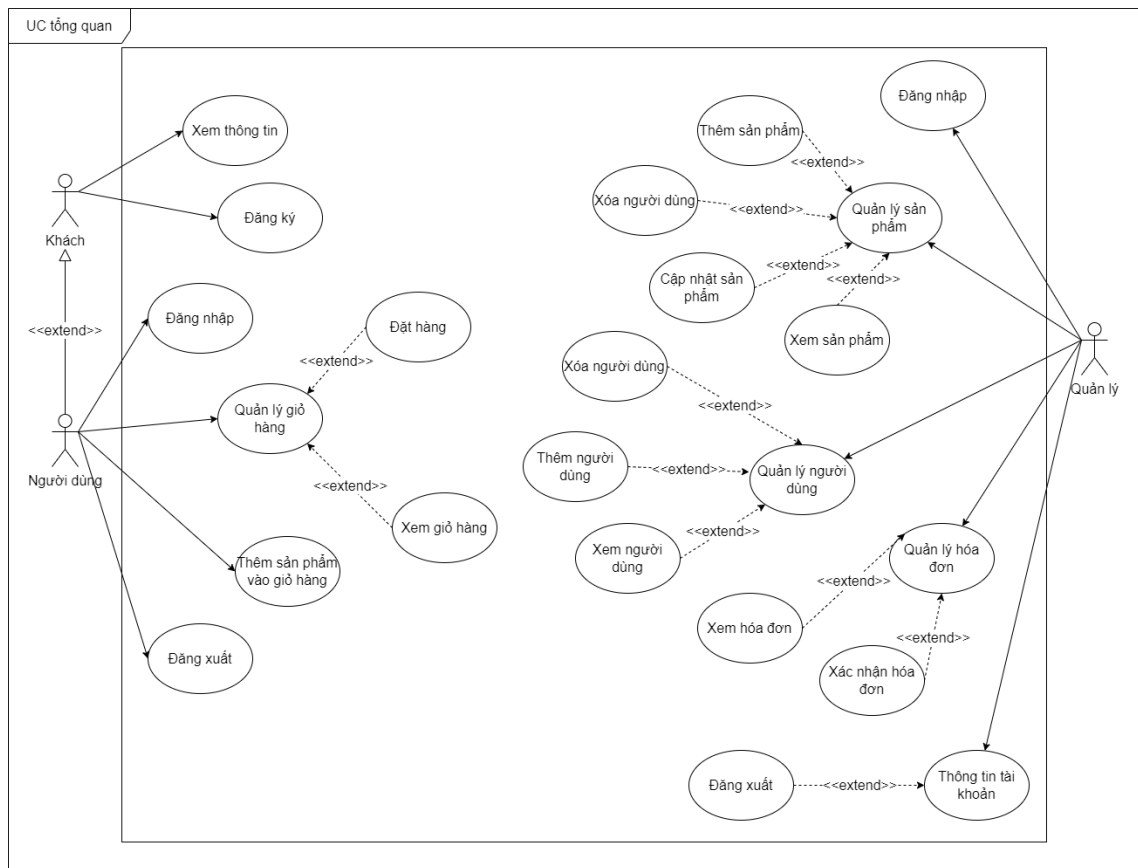 UC tổng quan
Xem thông tin
Đăng ký
Khách
<<extend>>
Đăng nhập
Người dùng
Đặt hàng
<<extend>>
Quản lý giỏ
hàng
<<extend>>
Xem giỏ hàng
Thêm sản phẩm
vào giỏ hàng
Đăng xuất
Đăng nhập
Thêm sản phẩm
<<extend>>
Xóa người dùng
<<extend>>
Quản lý sản
phẩm
Cập nhật sản
phẩm
<<extend>>
<<extend>>
Xem sản phẩm
Quản lý
Xóa người dùng
<<extend>>
Thêm người
dùng
<<extend>>
Quản lý người
dùng
Xem người
dùng
<<extend>>
Quản lý hóa
đơn
<<extend>>
Xem hóa đơn
<<extend>>
Xác nhận hóa
đơn
Đăng xuất
<<extend>>
Thông tin tài
khoản